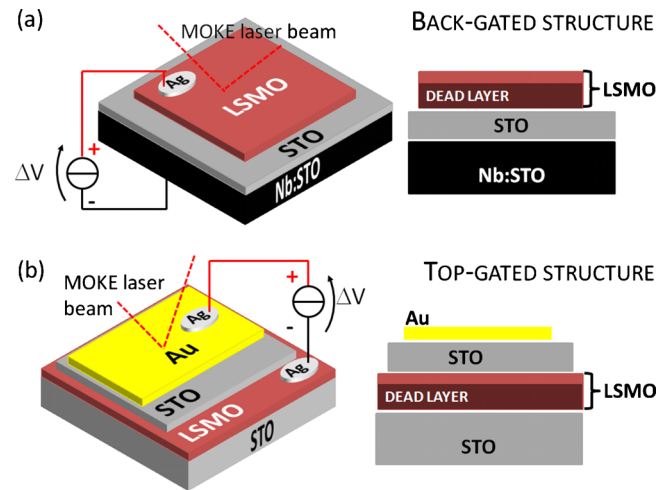 (a)
MOKE laser beam
Ag
LSMO
STO
Nb:STO
+
ΔV
-
BACK-GATED STRUCTURE
DEAD LAYER
LSMO
STO
Nb:STO
(b)
MOKE laser
beam
Ag
Au
STO
LSMO
Ag
STO
+
ΔV
-
TOP-GATED STRUCTURE
Au
STO
DEAD LAYER
LSMO
STO